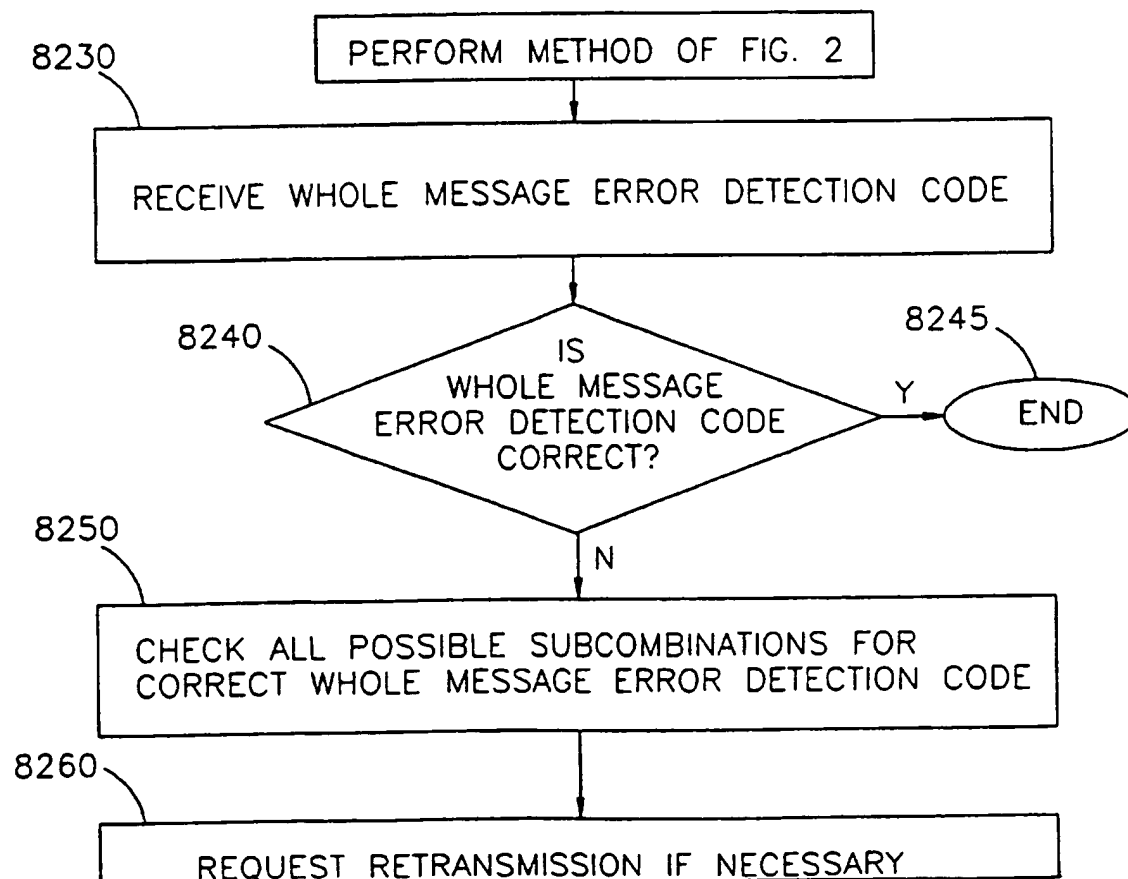 PERFORM METHOD OF FIG. 2
8230
RECEIVE WHOLE MESSAGE ERROR DETECTION CODE
8240
IS
WHOLE MESSAGE
ERROR DETECTION CODE
CORRECT?
Y
8245
END
N
8250
CHECK ALL POSSIBLE SUBCOMBINATIONS FOR
CORRECT WHOLE MESSAGE ERROR DETECTION CODE
8260
REQUEST RETRANSMISSION IF NECESSARY